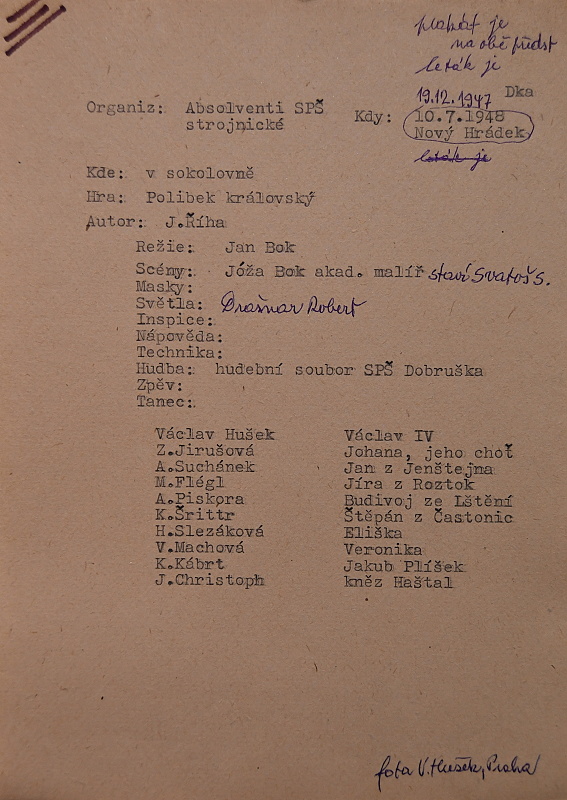 plakát je
na obě předst
leták je
Dka
19.12.1947
Organiz: Absolventi SPŠ
strojnické
Kdy: 10.7.1948
Nový Hrádek
leták je
Kde: v sokolovně
Hra: Polibek královský
Autor: J.Říha
Režie: Jan Bok
Scény: Jóža Bok akad. malíř staví Svatoš S.
Masky:
Světla: Drašnar Robert
Inspice:
Nápověda:
Technika:
Hudba: hudební soubor SPŠ Dobruška
Zpěv:
Tanec:
Václav Hušek Václav IV
Z.Jirušová Johana, jeho choť
A.Suchánek Jan z Jenštejna
M.Flégl Jíra z Roztok
A.Piskora Budivoj ze Lštění
K.Šrittr Štěpán z Častonic
H.Slezáková Eliška
V.Machová Veronika
K.Kábrt Jakub Plíšek
J.Christoph kněz Haštal
fota V.Hušek, Praha